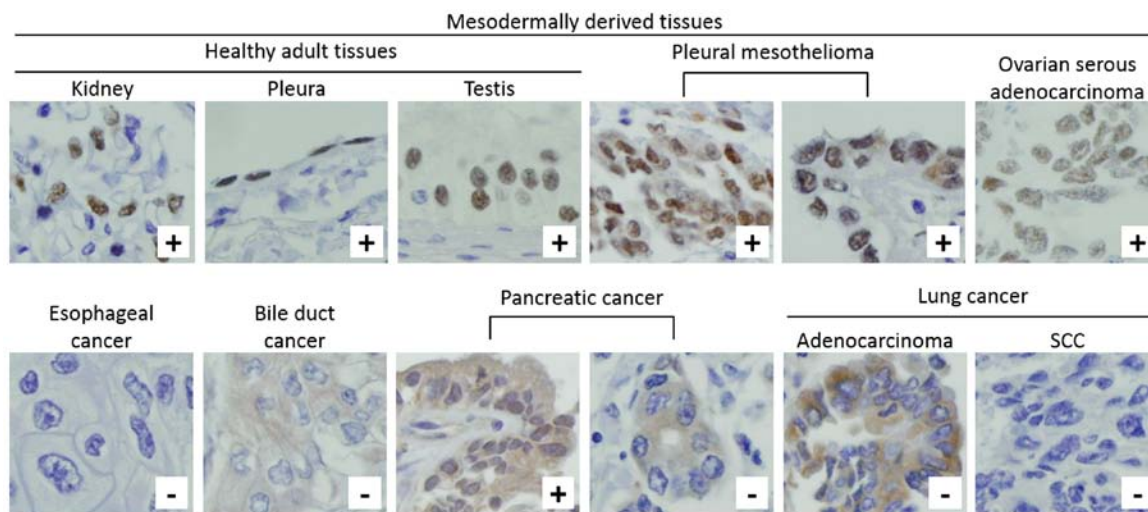 Mesodermally derived tissues
Healthy adult tissues
Pleural mesothelioma
Ovarian serous
adenocarcinoma
Kidney
Pleura
Testis
+
+
+
+
+
+
Esophageal
cancer
Bile duct
cancer
Pancreatic cancer
Lung cancer
Adenocarcinoma
SCC
-
-
+
-
-
-